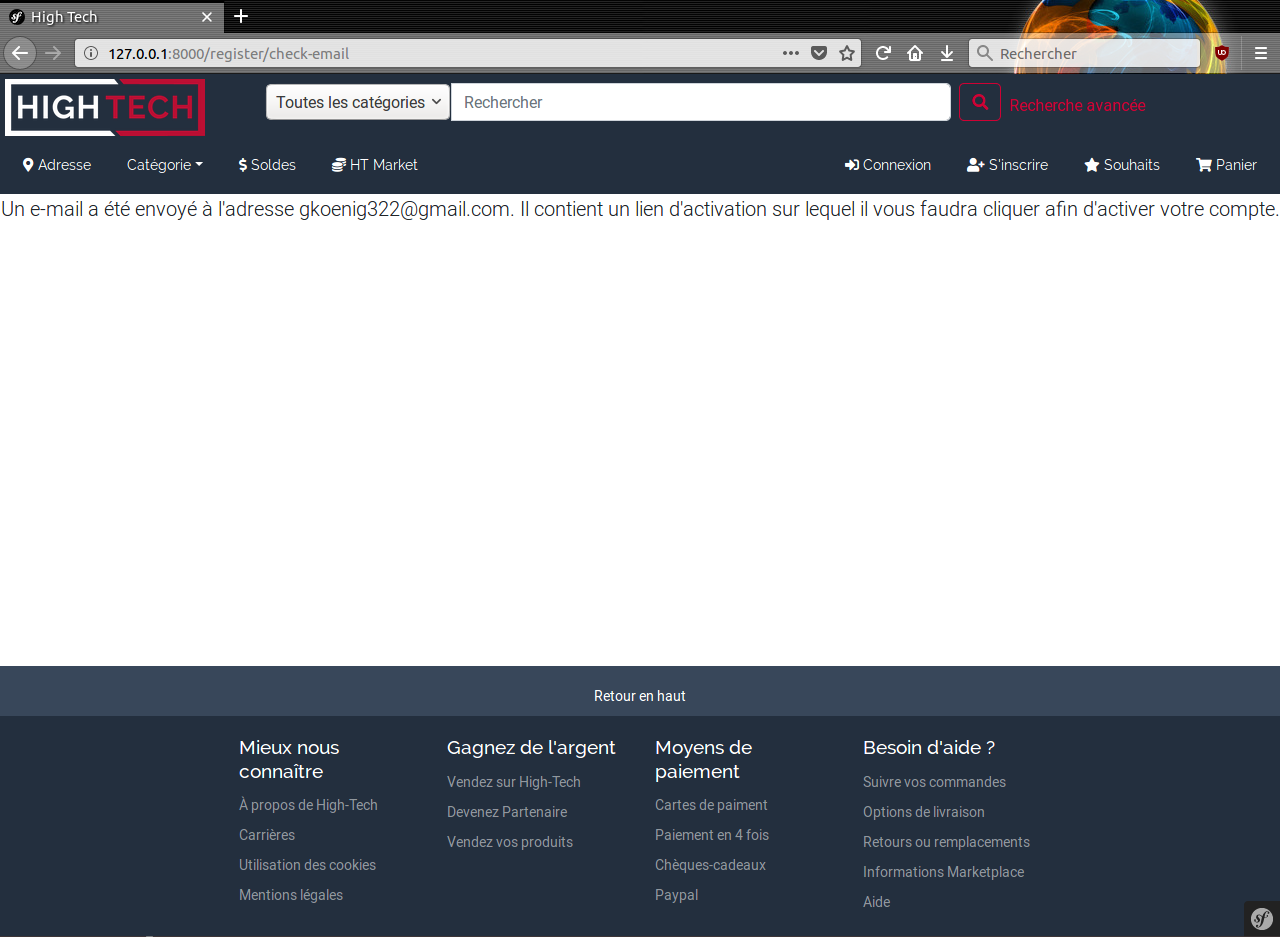 High Tech
127.0.0.1:8000/register/check-email
Rechercher
HIGH TECH
Toutes les catégories
Rechercher
Recherche avancée
Adresse
Catégorie
Soldes
HT Market
Connexion
S'inscrire
Souhaits
Panier
Un e-mail a été envoyé à l'adresse gkoenig322@gmail.com. Il contient un lien d'activation sur lequel il vous faudra cliquer afin d'activer votre compte.
Retour en haut
Mieux nous
connaître
À propos de High-Tech
Carrières
Utilisation des cookies
Mentions légales
Gagnez de l'argent
Vendez sur High-Tech
Devenez Partenaire
Vendez vos produits
Moyens de
paiement
Cartes de paiment
Paiement en 4 fois
Chèques-cadeaux
Paypal
Besoin d'aide ?
Suivre vos commandes
Options de livraison
Retours ou remplacements
Informations Marketplace
Aide